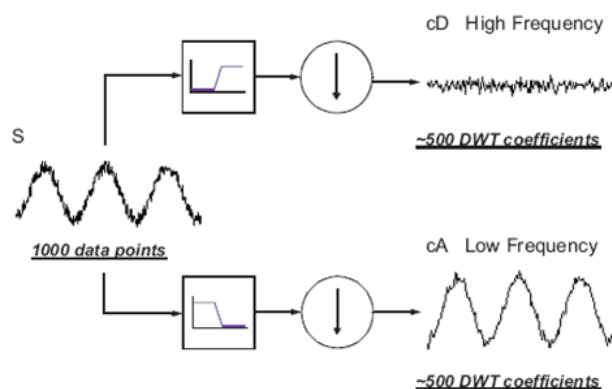 cD High Frequency
~500 DWT coefficients
S
1000 data points
cA Low Frequency
~500 DWT coefficients